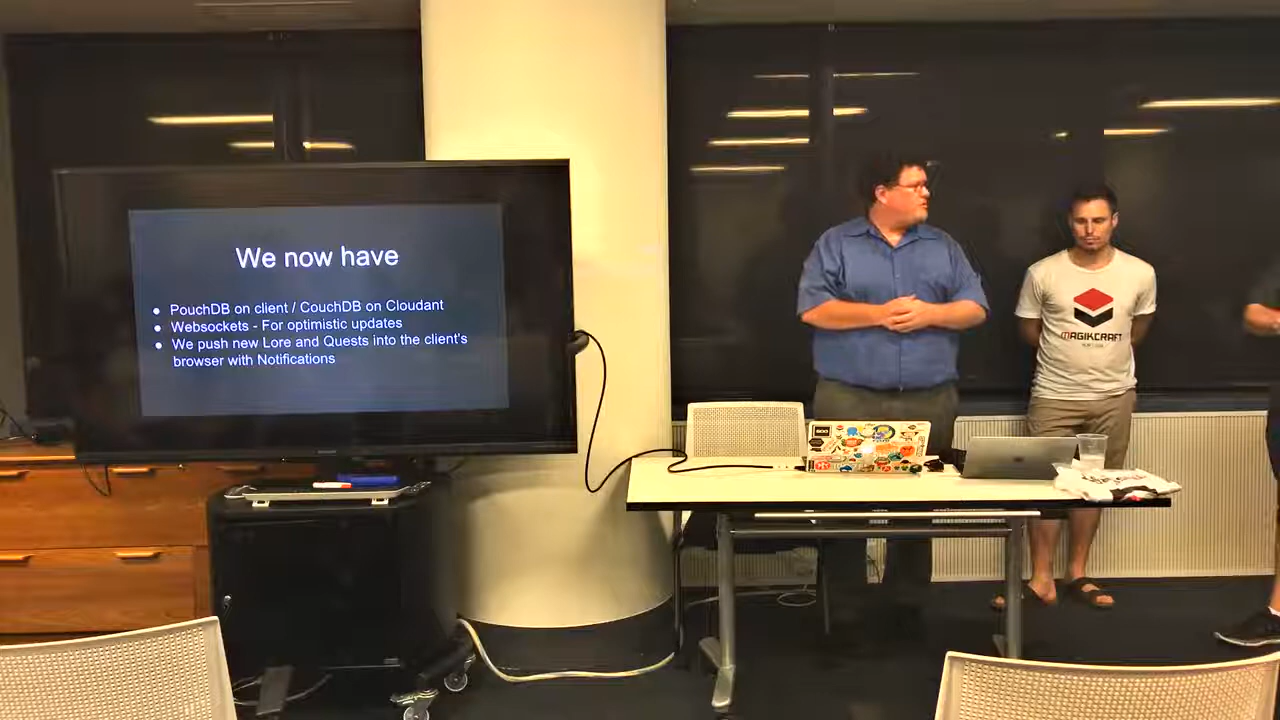 We now have
● PouchDB on client / CouchDB on Cloudant
● Websockets - For optimistic updates
● We push new Lore and Quests into the client's
browser with Notifications
MAGIKCRAFT